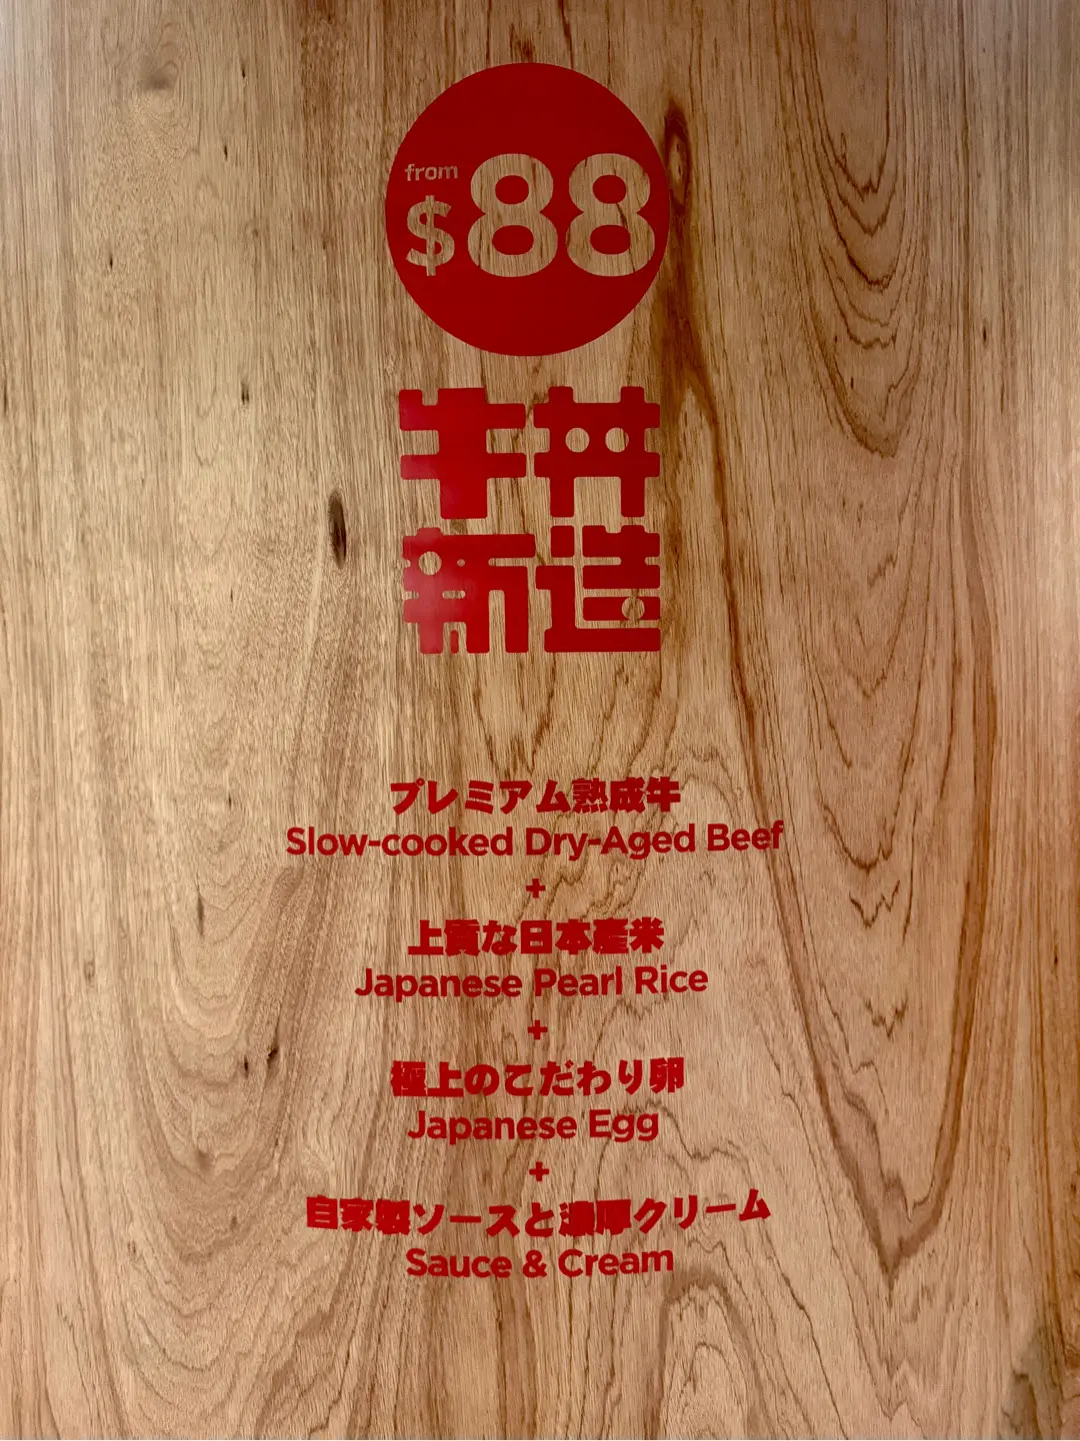 from
$88
牛丼
新造
プレミアム熟成牛
Slow-cooked Dry-Aged Beef
+
上質な日本産米
Japanese Pearl Rice
+
極上のこだわり卵
Japanese Egg
+
自家製ソースと濃厚クリーム
Sauce & Cream